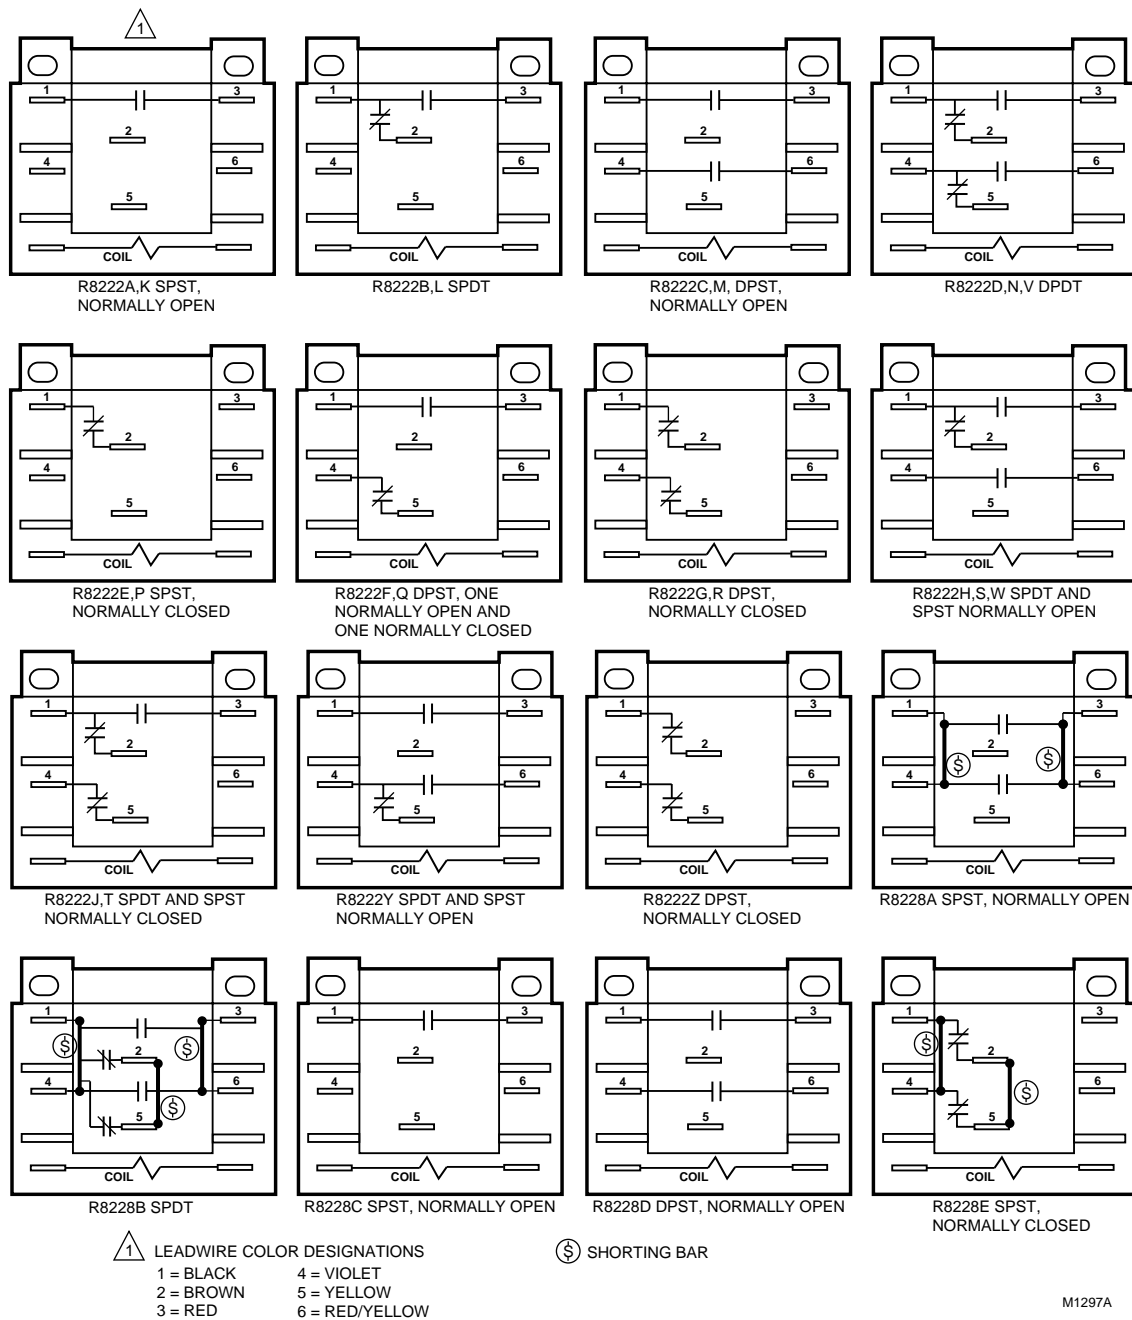 1
1 3
2
4 6
5
COIL
R8222A,K SPST,
NORMALLY OPEN
1 3
2
4 6
5
COIL
R8222B,L SPDT
1 3
2
4 6
5
COIL
R8222C,M, DPST,
NORMALLY OPEN
1 3
2
4 6
5
COIL
R8222D,N,V DPDT
1 3
2
4 6
5
COIL
R8222E,P SPST,
NORMALLY CLOSED
1 3
2
4 6
5
COIL
R8222F,Q DPST, ONE
NORMALLY OPEN AND
ONE NORMALLY CLOSED
1 3
2
4 6
5
COIL
R8222G,R DPST,
NORMALLY CLOSED
1 3
2
4 6
5
COIL
R8222H,S,W SPDT AND
SPST NORMALLY OPEN
1 3
2
4 6
5
COIL
R8222J,T SPDT AND SPST
NORMALLY CLOSED
1 3
2
4 6
5
COIL
R8222Y SPDT AND SPST
NORMALLY OPEN
1 3
2
4 6
5
COIL
R8222Z DPST,
NORMALLY CLOSED
1 3
2 $
$
4 6
5
COIL
R8228A SPST, NORMALLY OPEN
1 3
$ $
2
4 6
$
5
COIL
R8228B SPDT
1 3
2
4 6
5
COIL
R8228C SPST, NORMALLY OPEN
1 3
2
4 6
5
COIL
R8228D DPST, NORMALLY OPEN
1 3
$
2
4 6
$
5
COIL
R8228E SPST,
NORMALLY CLOSED
1 LEADWIRE COLOR DESIGNATIONS
1 = BLACK 4 = VIOLET
2 = BROWN 5 = YELLOW
3 = RED 6 = RED/YELLOW
$ SHORTING BAR
M1297A